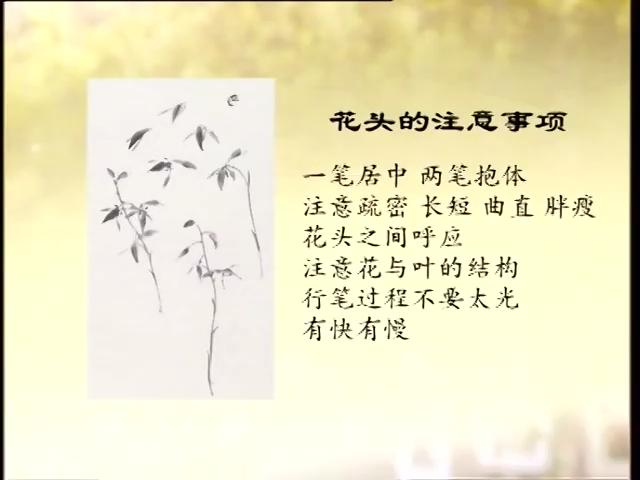 花头的注意事项
一笔居中 两笔抱体
注意疏密 长短 曲直 胖瘦
花头之间呼应
注意花与叶的结构
行笔过程不要太光
有快有慢